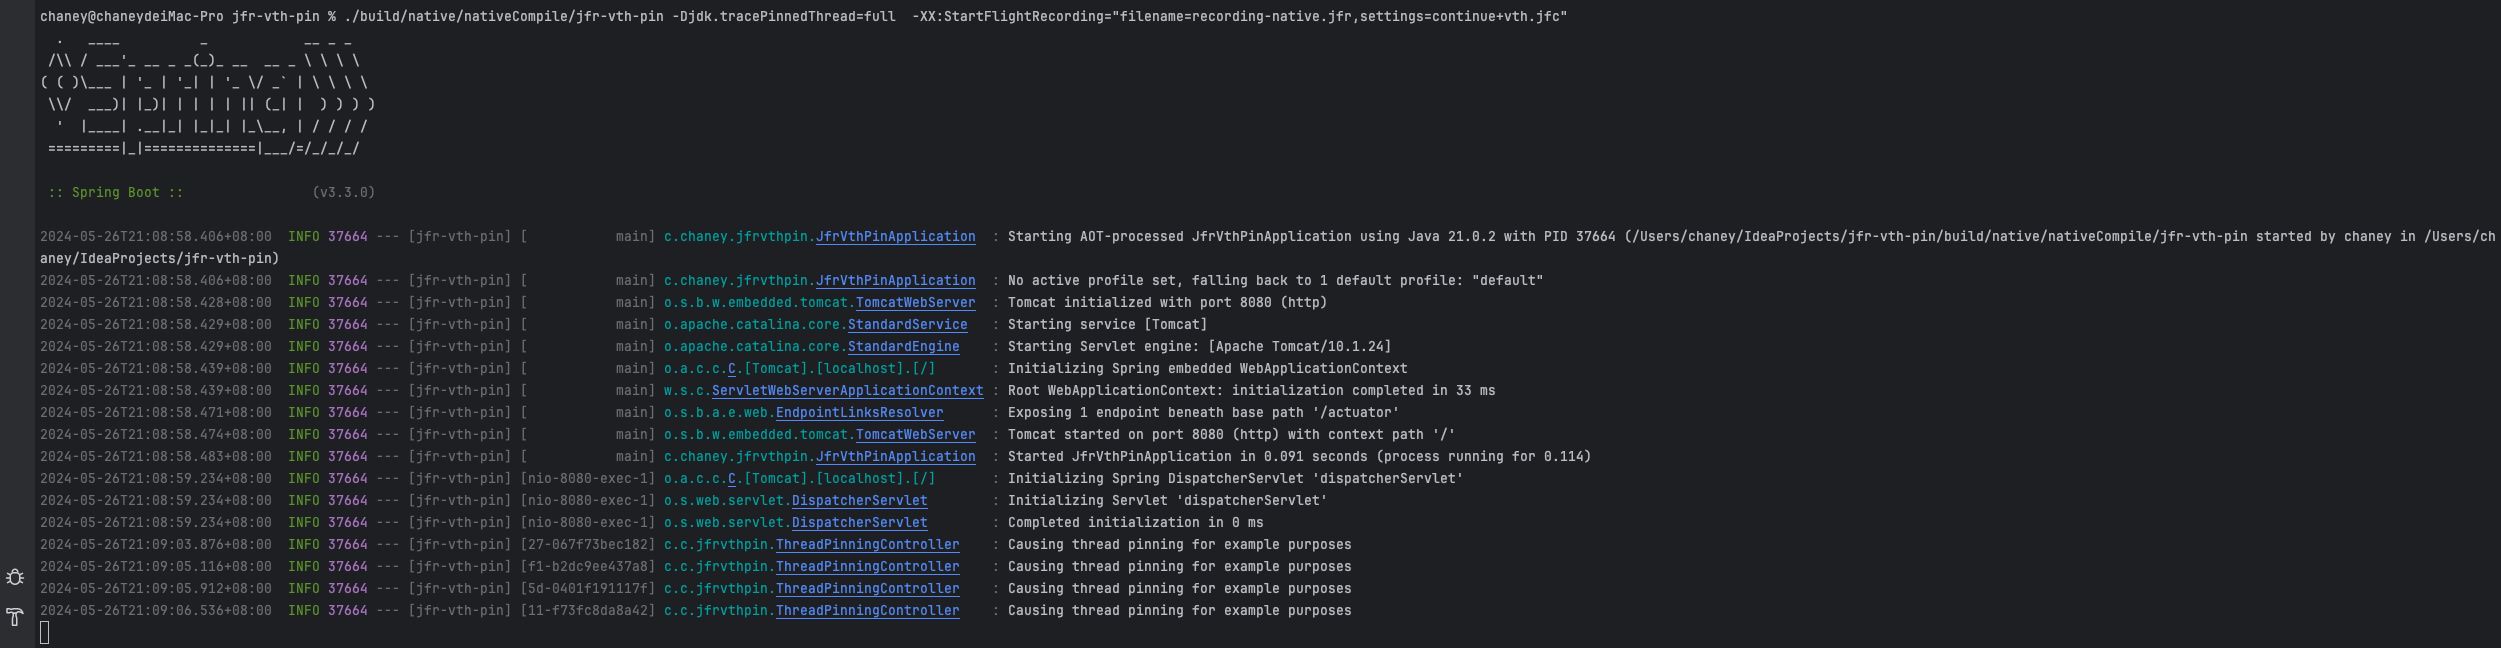 chaney@chaneydeiMac-Pro jfr-vth-pin % ./build/native/nativeCompile/jfr-vth-pin -Djdk.tracePinnedThread=full  -XX:StartFlightRecording="filename=recording-native.jfr,settings=continue+vth.jfc"
  .   ____          _            __ _ _
 /\\ / ___'_ __ _ _(_)_ __  __ _ \ \ \ \
( ( )\___ | '_ | '_| | '_ \/ _` | \ \ \ \
 \\/  ___)| |_)| | | | | || (_| |  ) ) ) )
  '  |____| .__|_| |_|_| |_\__, | / / / /
 =========|_|==============|___/=/_/_/_/
 :: Spring Boot ::                (v3.3.0)
2024-05-26T21:08:58.406+08:00  INFO 37664 --- [jfr-vth-pin] [           main] c.chaney.jfrvthpin.JfrVthPinApplication  : Starting AOT-processed JfrVthPinApplication using Java 21.0.2 with PID 37664 (/Users/chaney/IdeaProjects/jfr-vth-pin/build/native/nativeCompile/jfr-vth-pin started by chaney in /Users/ch
aney/IdeaProjects/jfr-vth-pin)
2024-05-26T21:08:58.406+08:00  INFO 37664 --- [jfr-vth-pin] [           main] c.chaney.jfrvthpin.JfrVthPinApplication  : No active profile set, falling back to 1 default profile: "default"
2024-05-26T21:08:58.428+08:00  INFO 37664 --- [jfr-vth-pin] [           main] o.s.b.w.embedded.tomcat.TomcatWebServer  : Tomcat initialized with port 8080 (http)
2024-05-26T21:08:58.429+08:00  INFO 37664 --- [jfr-vth-pin] [           main] o.apache.catalina.core.StandardService   : Starting service [Tomcat]
2024-05-26T21:08:58.429+08:00  INFO 37664 --- [jfr-vth-pin] [           main] o.apache.catalina.core.StandardEngine    : Starting Servlet engine: [Apache Tomcat/10.1.24]
2024-05-26T21:08:58.439+08:00  INFO 37664 --- [jfr-vth-pin] [           main] o.a.c.c.C.[Tomcat].[localhost].[/]       : Initializing Spring embedded WebApplicationContext
2024-05-26T21:08:58.439+08:00  INFO 37664 --- [jfr-vth-pin] [           main] w.s.c.ServletWebServerApplicationContext : Root WebApplicationContext: initialization completed in 33 ms
2024-05-26T21:08:58.471+08:00  INFO 37664 --- [jfr-vth-pin] [           main] o.s.b.a.e.web.EndpointLinksResolver      : Exposing 1 endpoint beneath base path '/actuator'
2024-05-26T21:08:58.474+08:00  INFO 37664 --- [jfr-vth-pin] [           main] o.s.b.w.embedded.tomcat.TomcatWebServer  : Tomcat started on port 8080 (http) with context path '/'
2024-05-26T21:08:58.483+08:00  INFO 37664 --- [jfr-vth-pin] [           main] c.chaney.jfrvthpin.JfrVthPinApplication  : Started JfrVthPinApplication in 0.091 seconds (process running for 0.114)
2024-05-26T21:08:59.234+08:00  INFO 37664 --- [jfr-vth-pin] [nio-8080-exec-1] o.a.c.c.C.[Tomcat].[localhost].[/]       : Initializing Spring DispatcherServlet 'dispatcherServlet'
2024-05-26T21:08:59.234+08:00  INFO 37664 --- [jfr-vth-pin] [nio-8080-exec-1] o.s.web.servlet.DispatcherServlet        : Initializing Servlet 'dispatcherServlet'
2024-05-26T21:08:59.234+08:00  INFO 37664 --- [jfr-vth-pin] [nio-8080-exec-1] o.s.web.servlet.DispatcherServlet        : Completed initialization in 0 ms
2024-05-26T21:09:03.876+08:00  INFO 37664 --- [jfr-vth-pin] [27-067f73bec182] c.c.jfrvthpin.ThreadPinningController    : Causing thread pinning for example purposes
2024-05-26T21:09:05.116+08:00  INFO 37664 --- [jfr-vth-pin] [f1-b2dc9ee437a8] c.c.jfrvthpin.ThreadPinningController    : Causing thread pinning for example purposes
2024-05-26T21:09:05.912+08:00  INFO 37664 --- [jfr-vth-pin] [5d-0401f191117f] c.c.jfrvthpin.ThreadPinningController    : Causing thread pinning for example purposes
2024-05-26T21:09:06.536+08:00  INFO 37664 --- [jfr-vth-pin] [11-f73fc8da8a42] c.c.jfrvthpin.ThreadPinningController    : Causing thread pinning for example purposes